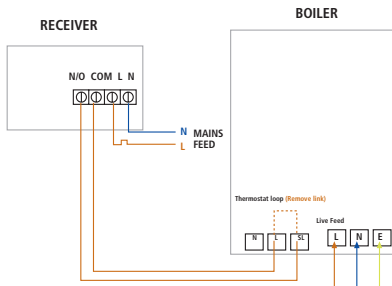 RECEIVER
BOILER
N/O COM L N
N MAINS
L FEED
Thermostat loop (Remove link)
Live Feed
N L SL L N E